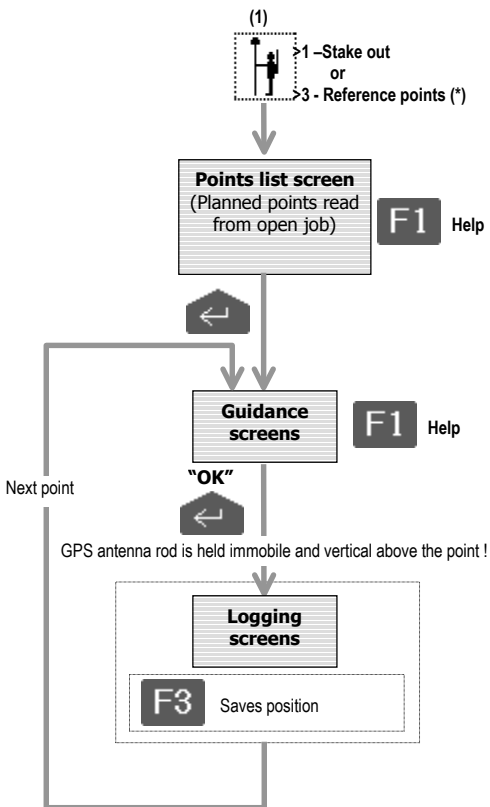 (1)
>1 –Stake out
or
>3 - Reference points (*)
Points list screen
(Planned points read
from open job)
F1 Help
Guidance
screens
F1 Help
"OK"
Next point
GPS antenna rod is held immobile and vertical above the point !
Logging
screens
F3 Saves position